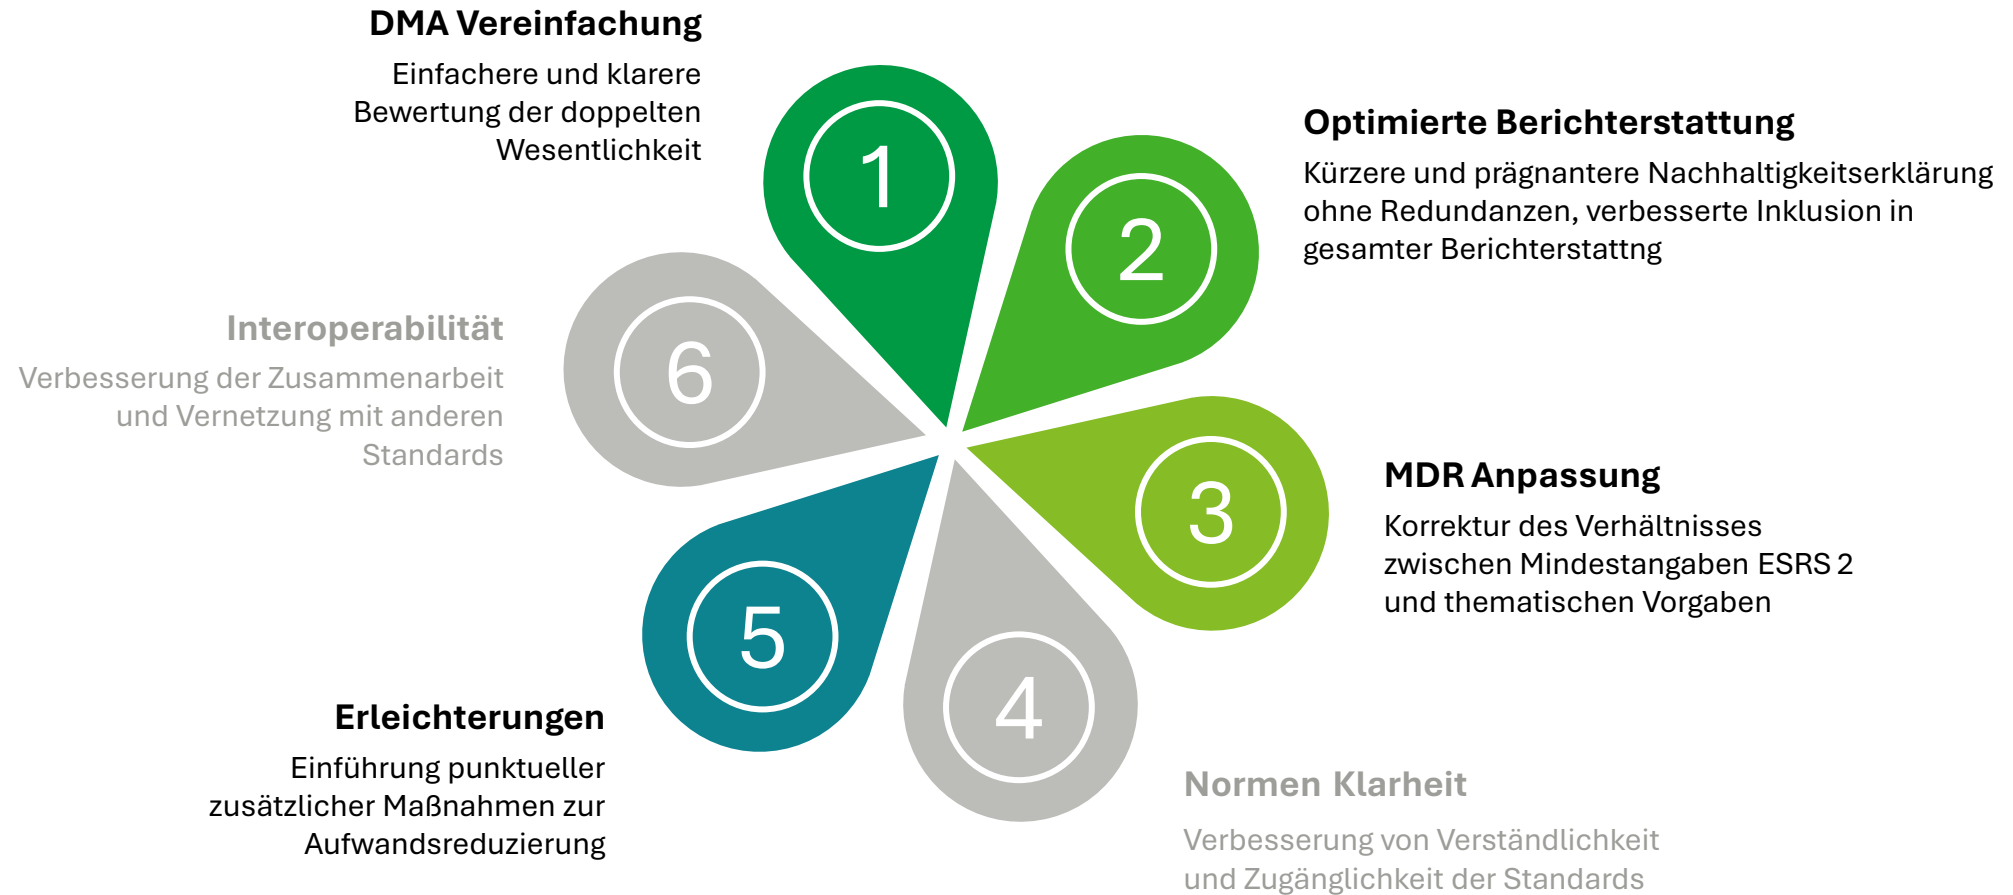 DMA Vereinfachung
Einfachere und klarere
Bewertung der doppelten
Wesentlichkeit
1
Optimierte Berichterstattung
Kürzere und prägnantere Nachhaltigkeitserklärung
ohne Redundanzen, verbesserte Inklusion in
gesamter Berichterstattng
2
MDR Anpassung
Korrektur des Verhältnisses
zwischen Mindestangaben ESRS 2
und thematischen Vorgaben
3
Normen Klarheit
Verbesserung von Verständlichkeit
und Zugänglichkeit der Standards
4
Erleichterungen
Einführung punktueller
zusätzlicher Maßnahmen zur
Aufwandsreduzierung
5
Interoperabilität
Verbesserung der Zusammenarbeit
und Vernetzung mit anderen
Standards
6